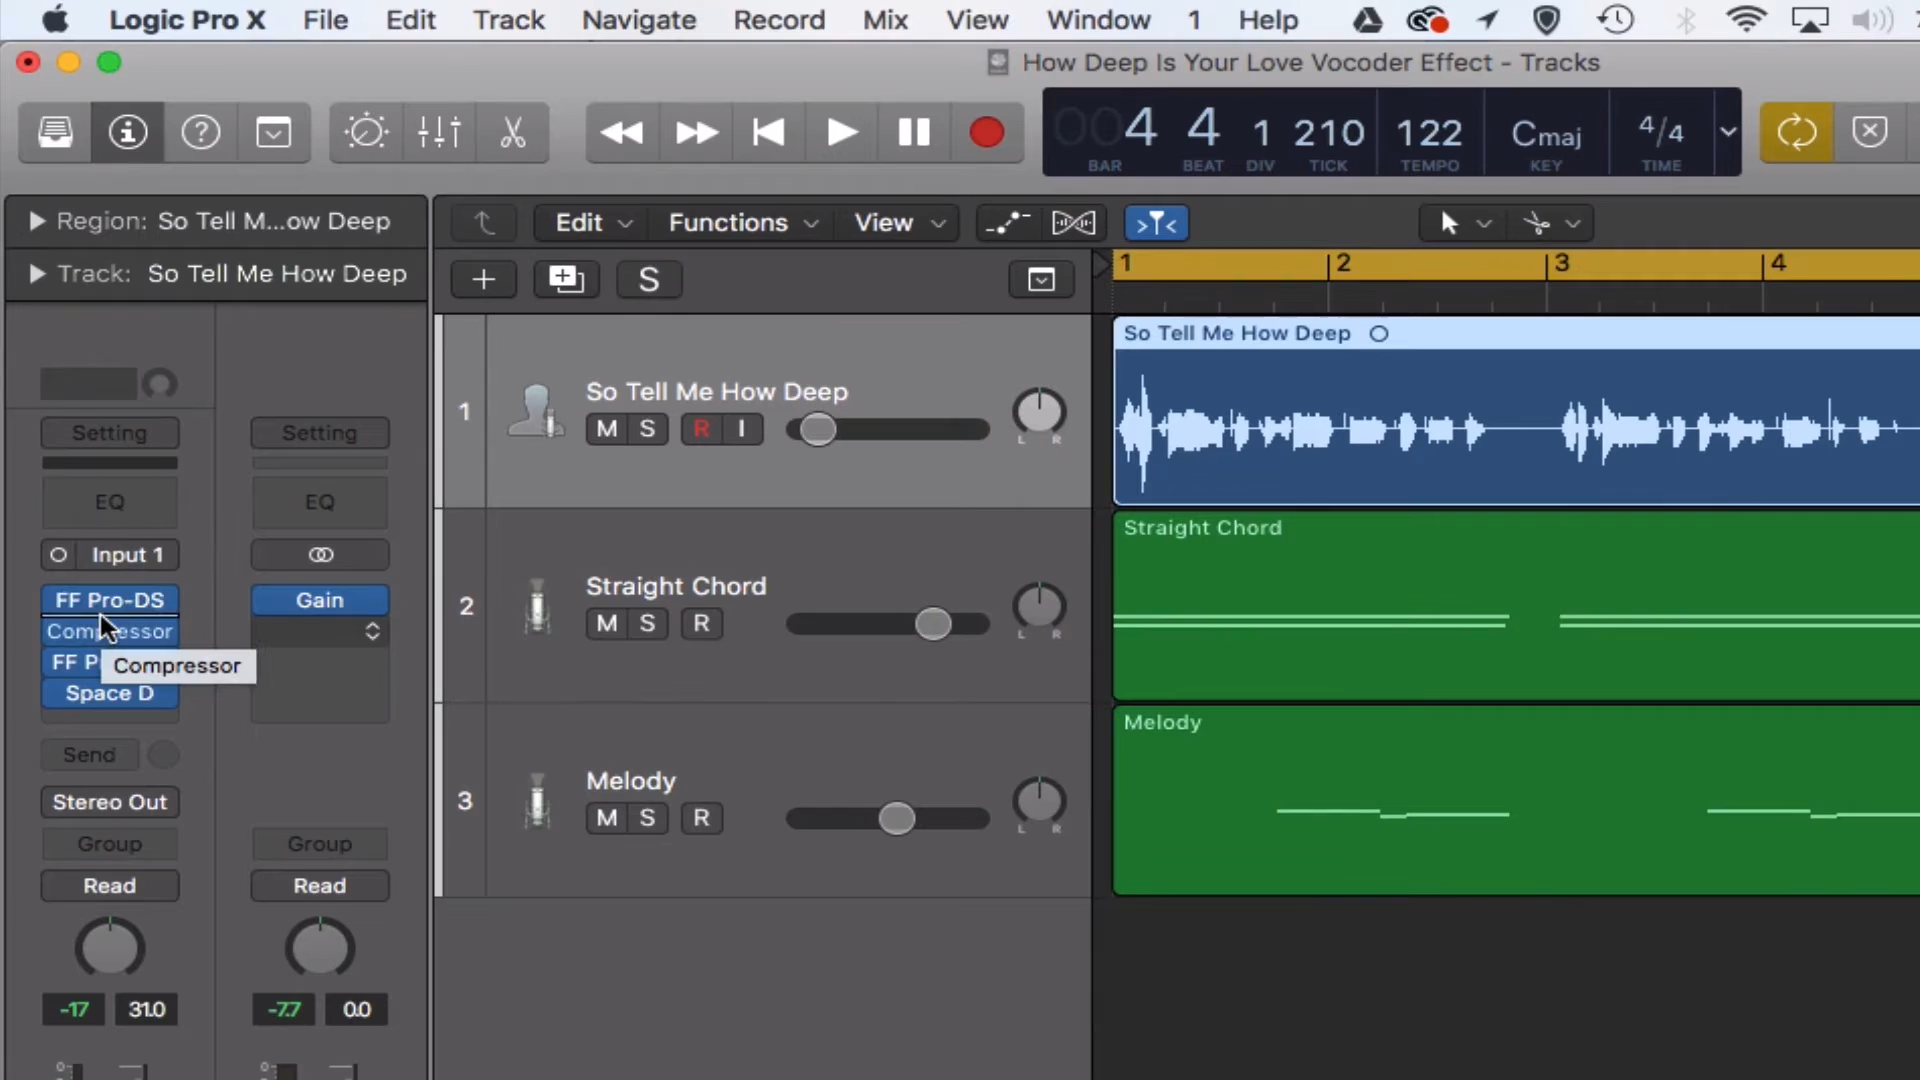 Logic Pro X File Edit Track Navigate Record Mix View Window 1 Help
How Deep Is Your Love Vocoder Effect - Tracks
004 4 1 210 122 Cmaj 4/4
BAR BEAT DIV TICK TEMPO KEY TIME
Region: So Tell M...ow Deep
Edit Functions View
Track: So Tell Me How Deep
S
1 2 3 4
So Tell Me How Deep
1
So Tell Me How Deep
M S R I
L R
Setting Setting
EQ EQ
Input 1
Straight Chord
2
Straight Chord
M S R
L R
FF Pro-DS Gain
Compressor
FF P
Compressor
Space D
Melody
3
Melody
M S R
L R
Send
Stereo Out
Group Group
Read Read
-17 31.0 -7.7 0.0
0 0